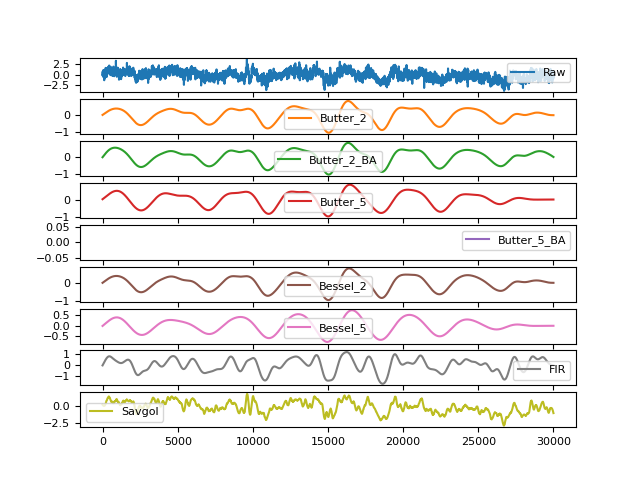 2.5
0.0
−2.5
Raw
0
−1
Butter_2
0
−1
Butter_2_BA
0
−1
Butter_5
0.05
0.00
−0.05
Butter_5_BA
0
−1
Bessel_2
0.5
0.0
−0.5
Bessel_5
1
0
−1
FIR
0.0
−2.5
Savgol
0 5000 10000 15000 20000 25000 30000